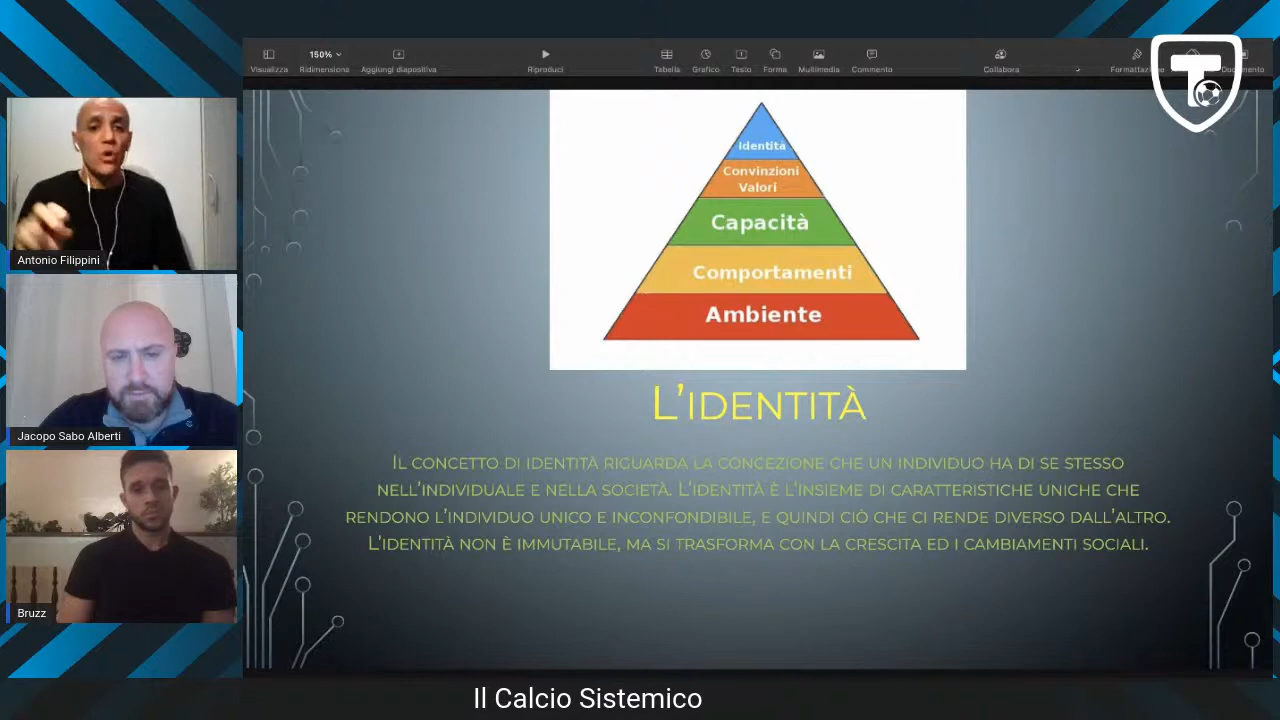 Visualizza
150%
Ridimensiona
Aggiungi diapositiva
Riproduci
Tabella
Grafico
Testo
Forma
Multimedia
Commento
Collabora
T
Antonio Filippini
Jacopo Sabo Alberti
Bruzz
Identità
Convinzioni
Valori
Capacità
Comportamenti
Ambiente
L'IDENTITÀ
IL CONCETTO DI IDENTITÀ RIGUARDA LA CONCEZIONE CHE UN INDIVIDUO HA DI SE STESSO
NELL'INDIVIDUALE E NELLA SOCIETÀ. L'IDENTITÀ È L'INSIEME DI CARATTERISTICHE UNICHE CHE
RENDONO L'INDIVIDUO UNICO E INCONFONDIBILE, E QUINDI CIÒ CHE CI RENDE DIVERSO DALL'ALTRO.
L'IDENTITÀ NON È IMMUTABILE, MA SI TRASFORMA CON LA CRESCITA ED I CAMBIAMENTI SOCIALI.
Il Calcio Sistemico